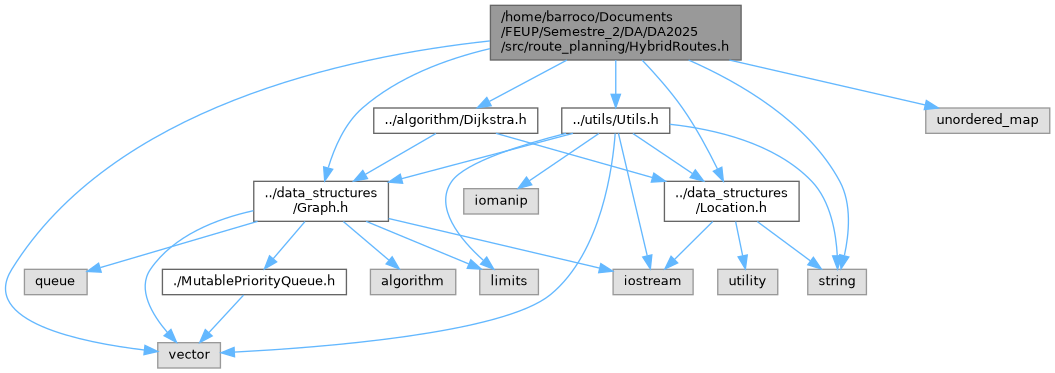 /home/barroco/Documents
/FEUP/Semestre_2/DA/DA2025
/src/route_planning/HybridRoutes.h
../algorithm/Dijkstra.h
../utils/Utils.h
unordered_map
../data_structures
/Graph.h
iomanip
../data_structures
/Location.h
queue
./MutablePriorityQueue.h
algorithm
limits
iostream
utility
string
vector